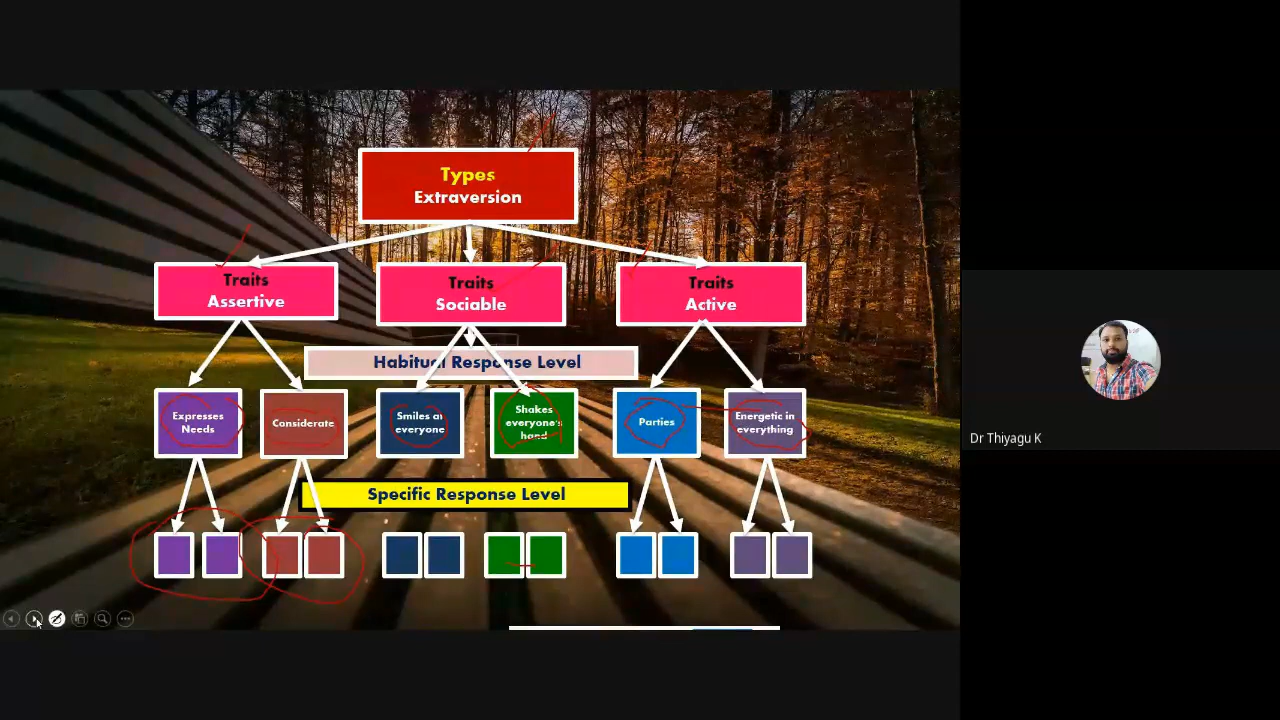 Types
Extraversion
Traits
Assertive
Traits
Sociable
Traits
Active
Habitual Response Level
Expresses
Needs
Considerate
Smiles at
everyone
Shakes
everyone's
hand
Parties
Energetic in
everything
Specific Response Level
Dr Thiyagu K